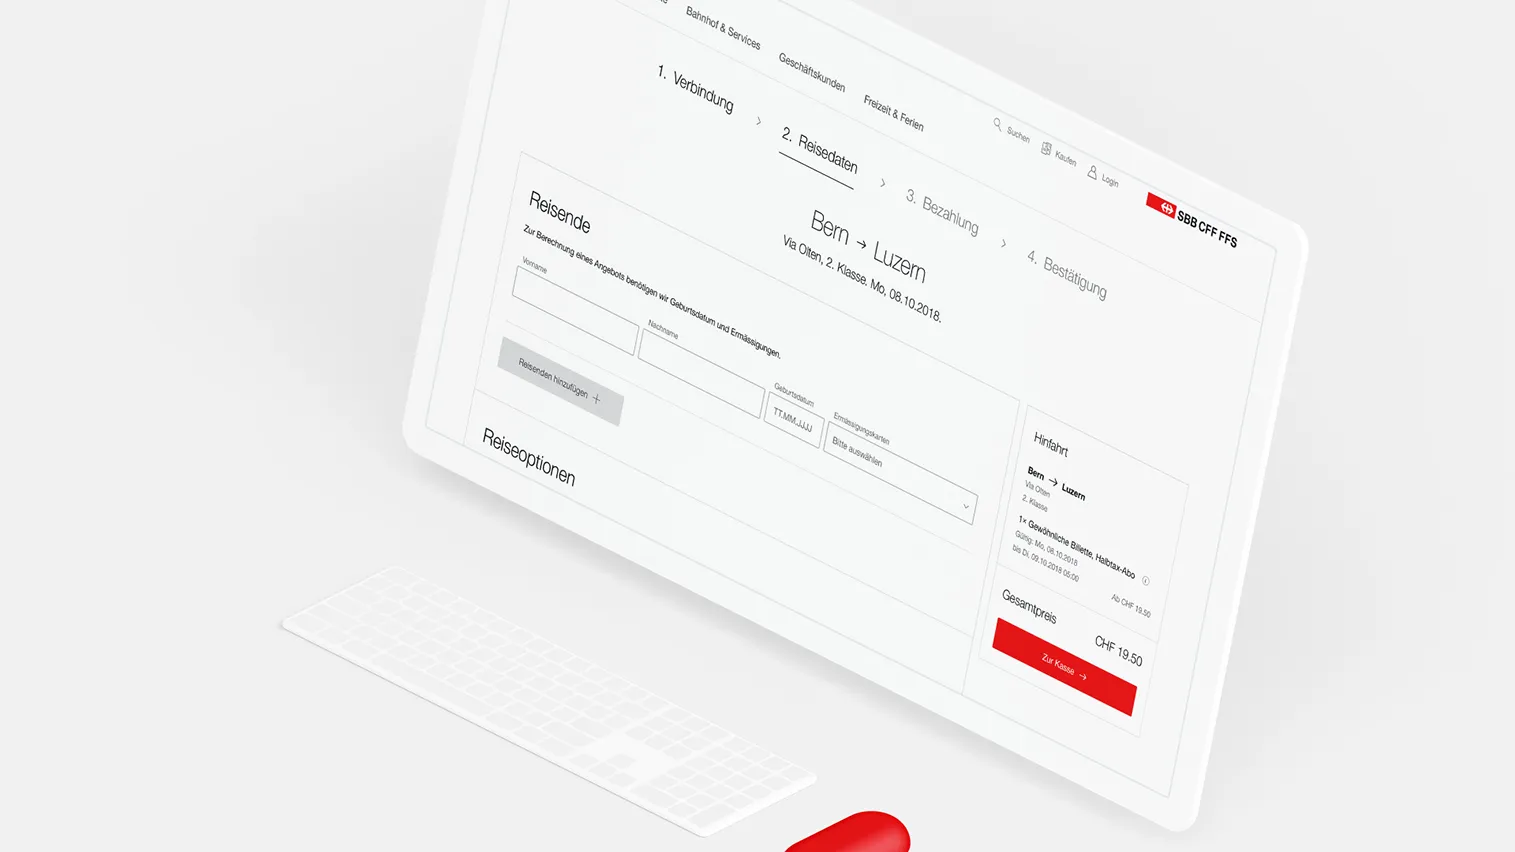 Bahnhof & Services
Geschäftskunden
Freizeit & Ferien
Suchen
Kaufen
Login
SBB CFF FFS
1. Verbindung
2. Reisedaten
3. Bezahlung
4. Bestätigung
Bern → Luzern
Via Olten, 2. Klasse. Mo, 08.10.2018.
Reisende
Zur Berechnung eines Angebots benötigen wir Geburtsdatum und Ermässigungen.
Vorname
Nachname
Geburtsdatum
TT.MM.JJJJ
Ermässigungskarten
Bitte auswählen
Reisenden hinzufügen +
Reiseoptionen
Hinfahrt
Bern → Luzern
Via Olten
2. Klasse
1× Gewöhnliche Billette, Halbtax-Abo
Gültig: Mo, 08.10.2018
bis Di, 09.10.2018 05:00
Ab CHF 19.50
Gesamtpreis
CHF 19.50
Zur Kasse →